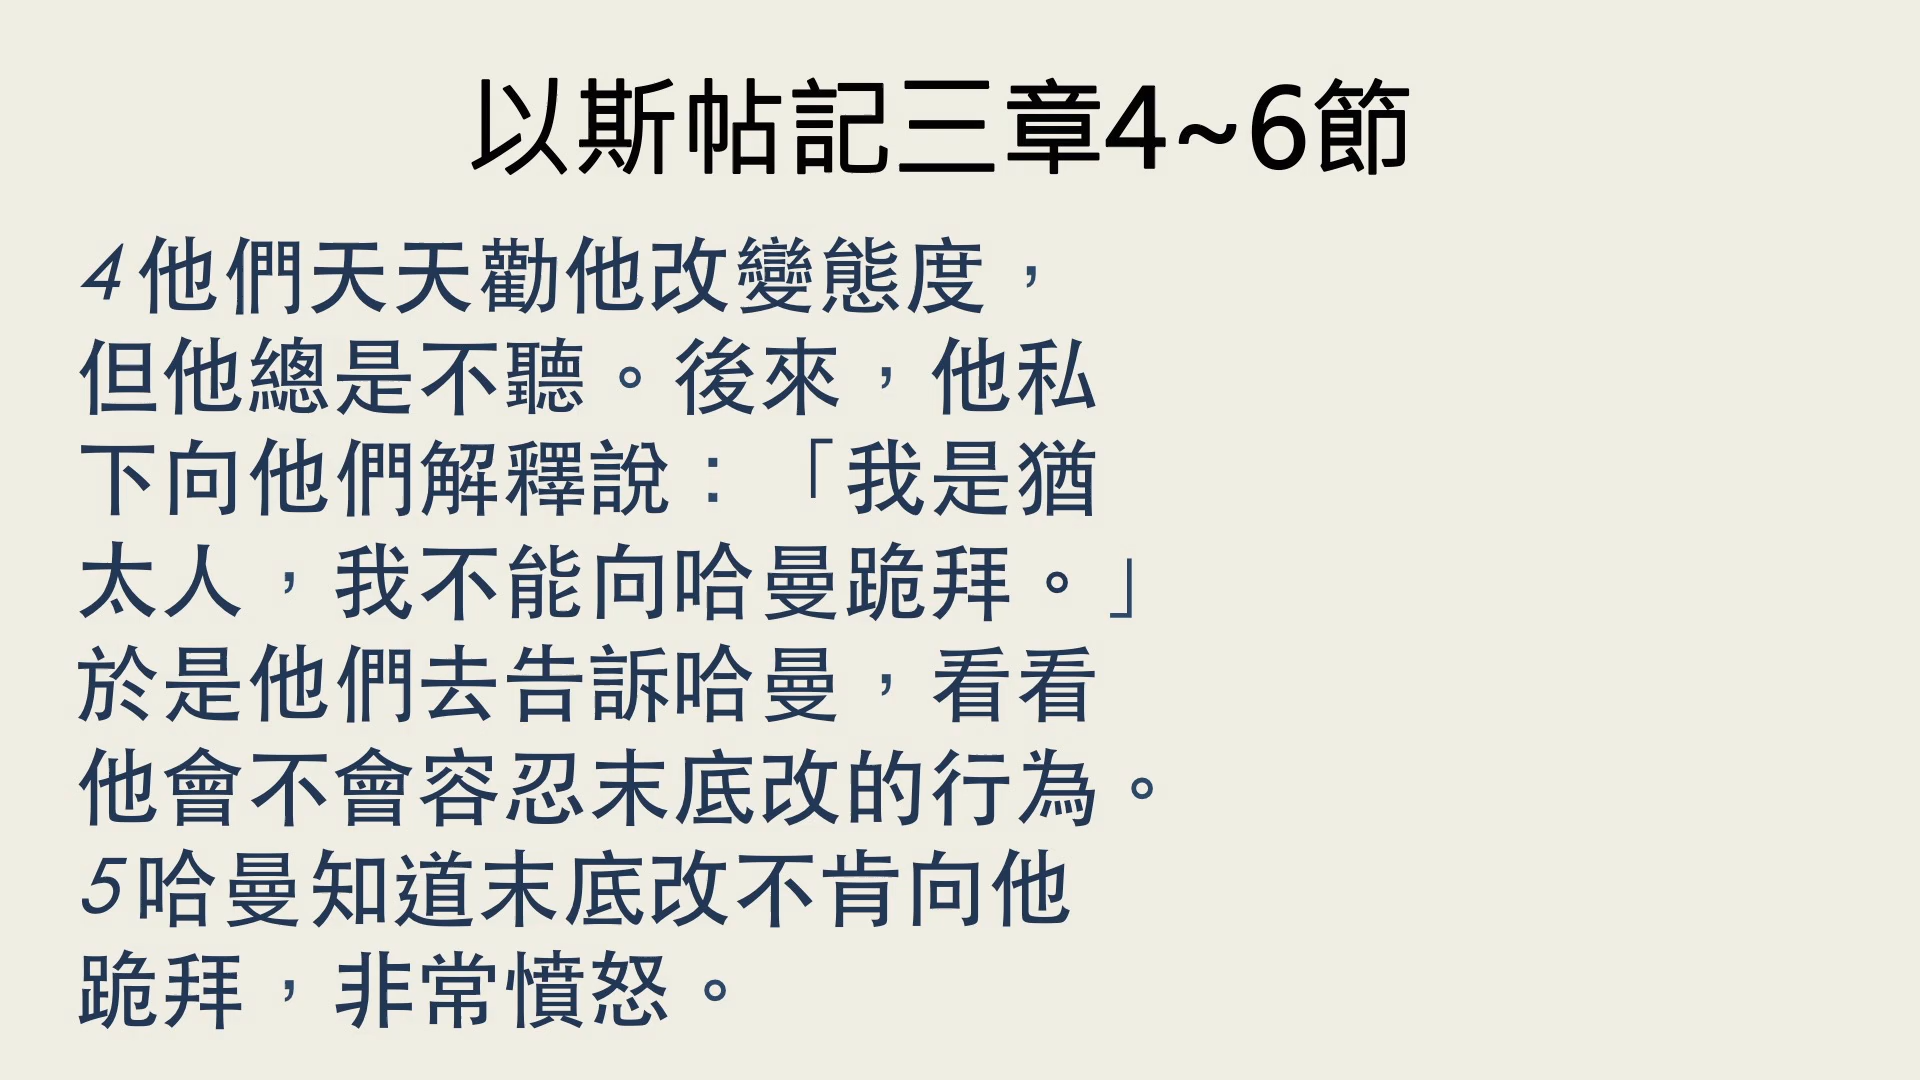 以斯帖記三章4~6節
4他們天天勸他改變態度，
但他總是不聽。後來，他私
下向他們解釋說：「我是猶
太人，我不能向哈曼跪拜。」
於是他們去告訴哈曼，看看
他會不會容忍末底改的行為。
5哈曼知道末底改不肯向他
跪拜，非常憤怒。